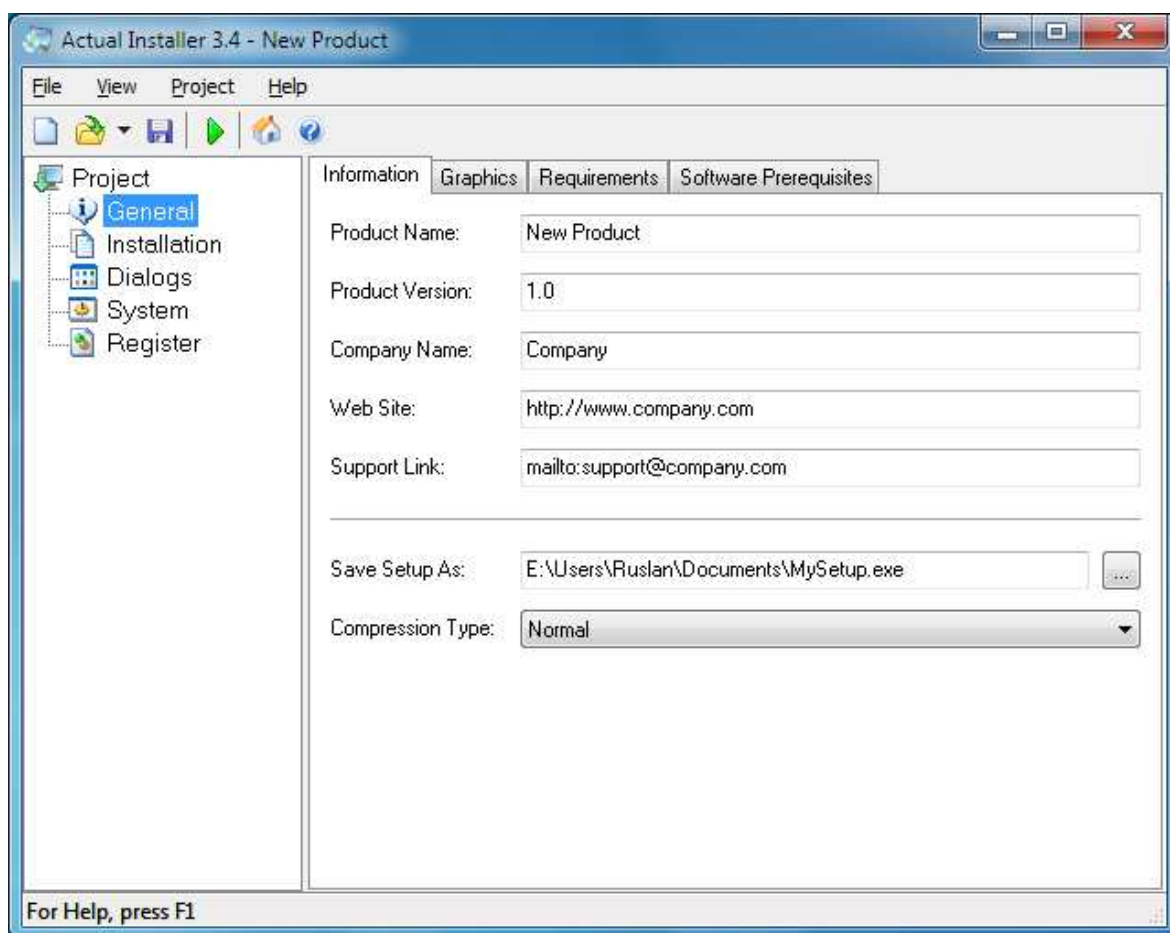 Actual Installer 3.4 - New Product
File View Project Help
Project
General
Installation
Dialogs
System
Register
Information Graphics Requirements Software Prerequisites
Product Name: New Product
Product Version: 1.0
Company Name: Company
Web Site: http://www.company.com
Support Link: mailto:support@company.com
Save Setup As: E:\Users\Ruslan\Documents\MySetup.exe ...
Compression Type: Normal
For Help, press F1